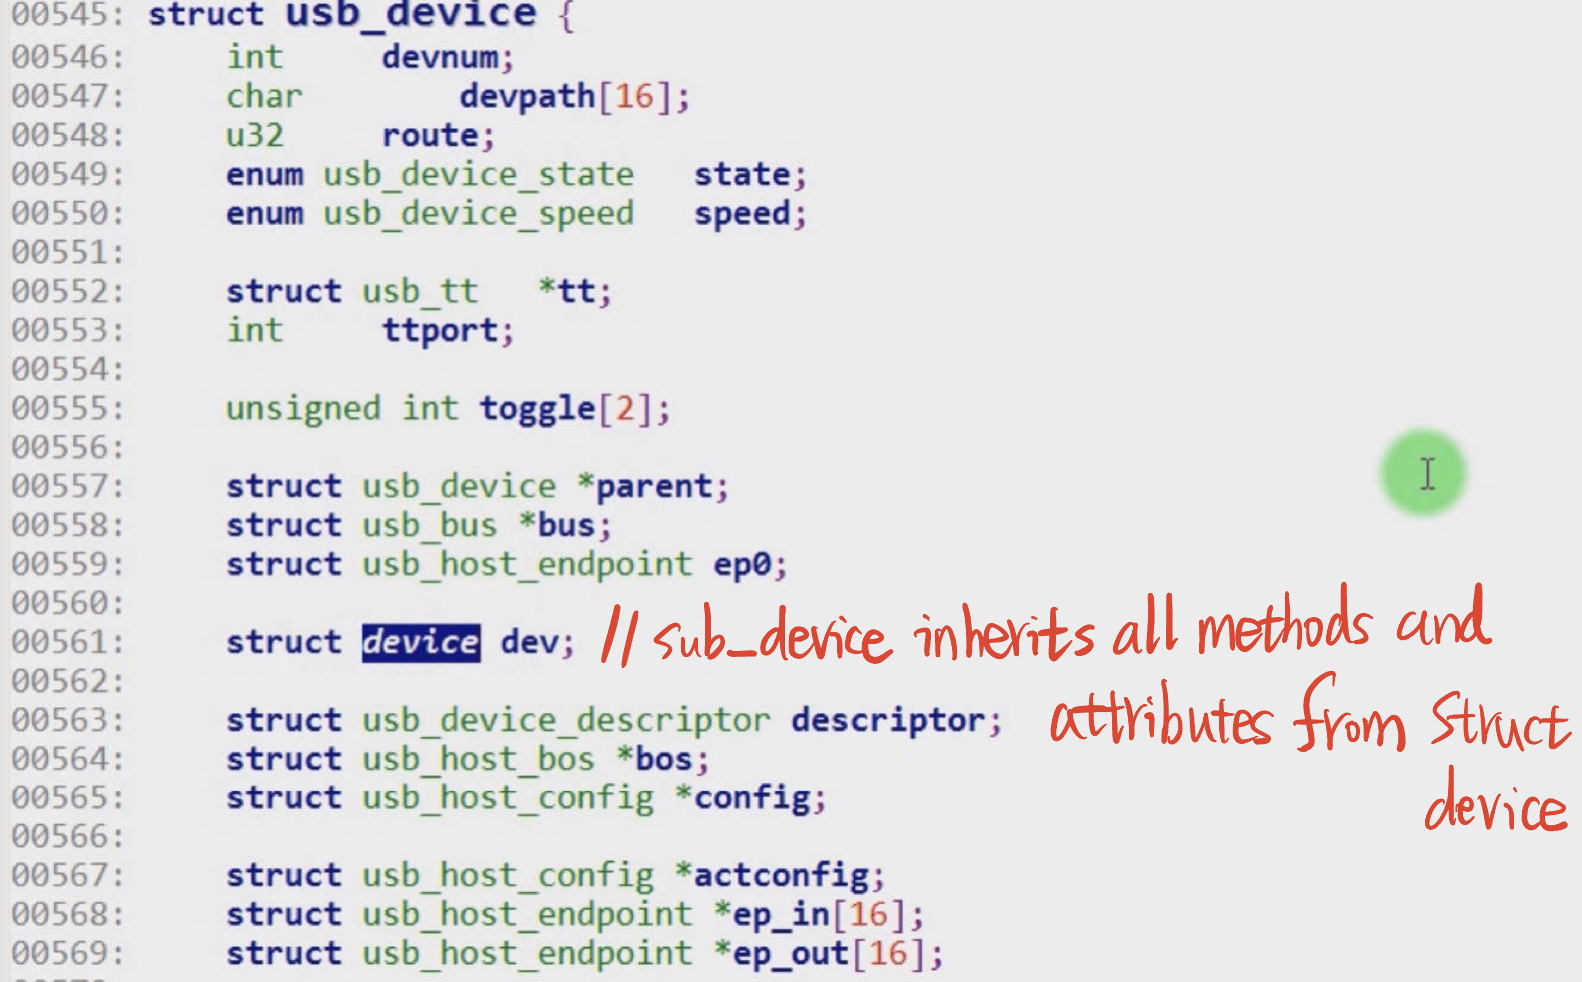 00545: struct usb_device {
00546: int devnum;
00547: char devpath[16];
00548: u32 route;
00549: enum usb_device_state state;
00550: enum usb_device_speed speed;
00551:
00552: struct usb_tt *tt;
00553: int ttport;
00554:
00555: unsigned int toggle[2];
00556:
00557: struct usb_device *parent;
00558: struct usb_bus *bus;
00559: struct usb_host_endpoint ep0;
00560:
00561: struct device dev; // sub_device inherits all methods and
00562:
attributes from Struct
00563: struct usb_device_descriptor descriptor;
00564: struct usb_host_bos *bos;
device
00565: struct usb_host_config *config;
00566:
00567: struct usb_host_config *actconfig;
00568: struct usb_host_endpoint *ep_in[16];
00569: struct usb_host_endpoint *ep_out[16];